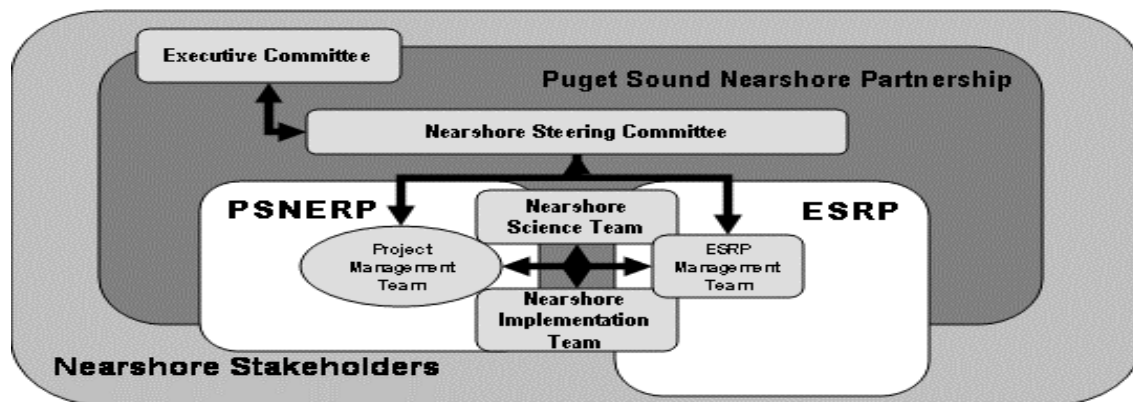 Executive Committee
Puget Sound Nearshore Partnership
Nearshore Steering Committee
PSNERP
Nearshore
Science Team
ESRP
Project
Management
Team
ESRP
Management
Team
Nearshore
Implementation
Team
Nearshore Stakeholders